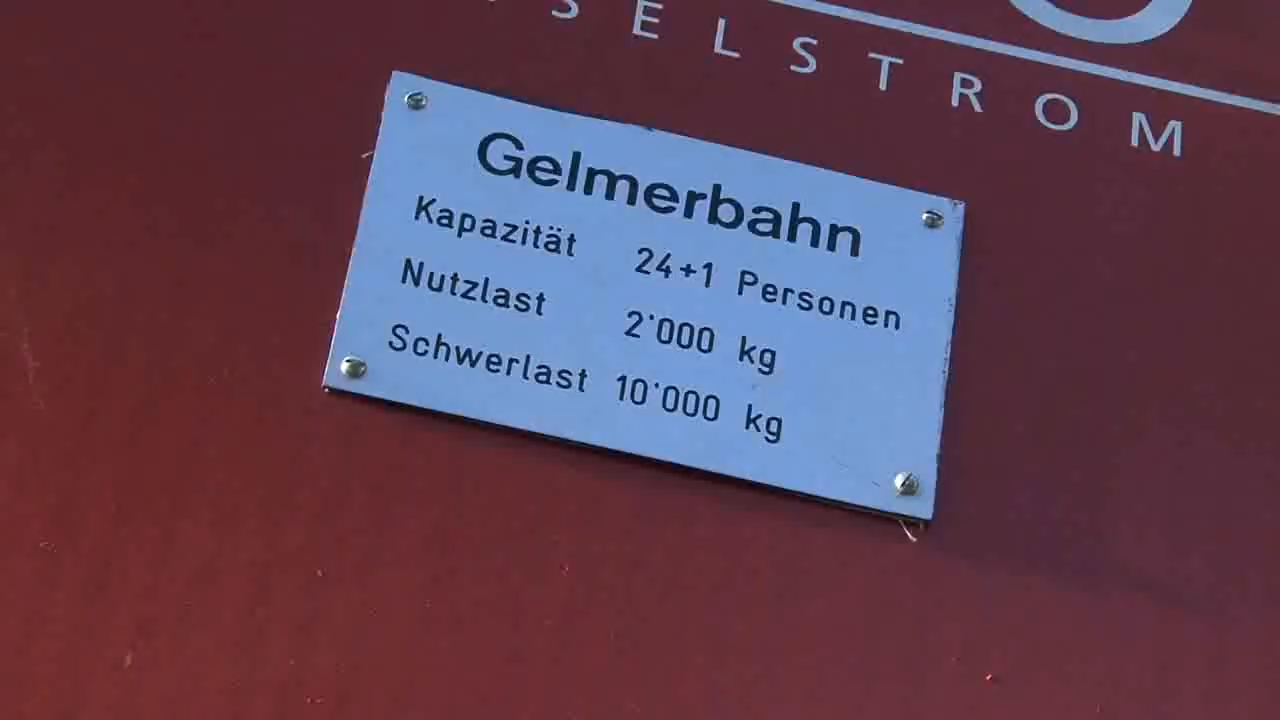 SELSTROM
Gelmerbahn
Kapazität 24+1 Personen
Nutzlast 2'000 kg
Schwerlast 10'000 kg